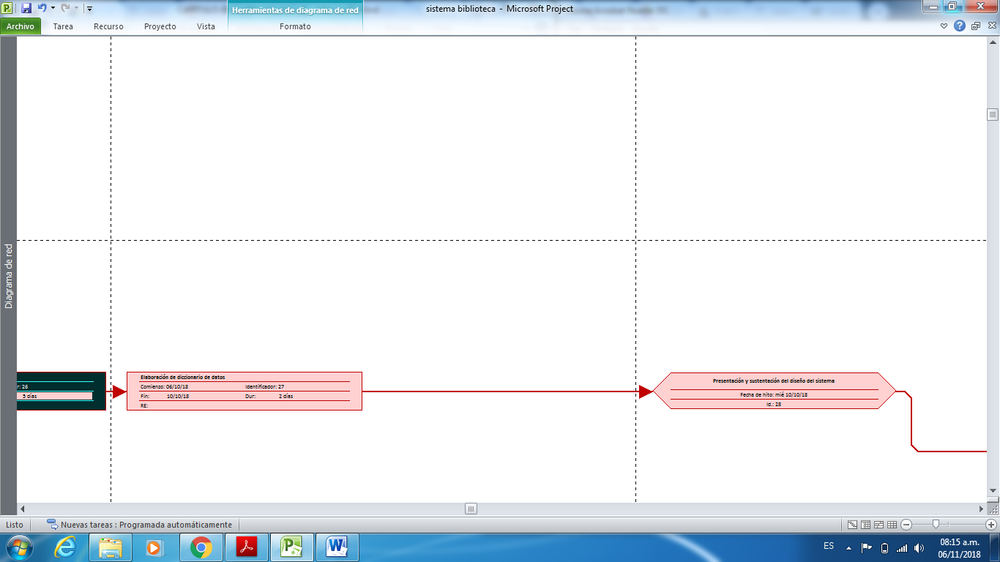 Herramientas de diagrama de red
sistema biblioteca - Microsoft Project
Archivo Tarea Recurso Proyecto Vista Formato
Diagrama de red
r: 26
días
Elaboración de diccionario de datos
Comienzo: 06/10/18 Identificador: 27
Fin: 10/10/18 Dur: 2 días
RE:
Presentación y sustentación del diseño del sistema
Fecha de hito: mié 10/10/18
Id.: 28
Listo Nuevas tareas : Programada automáticamente
ES 08:15 a.m.
06/11/2018